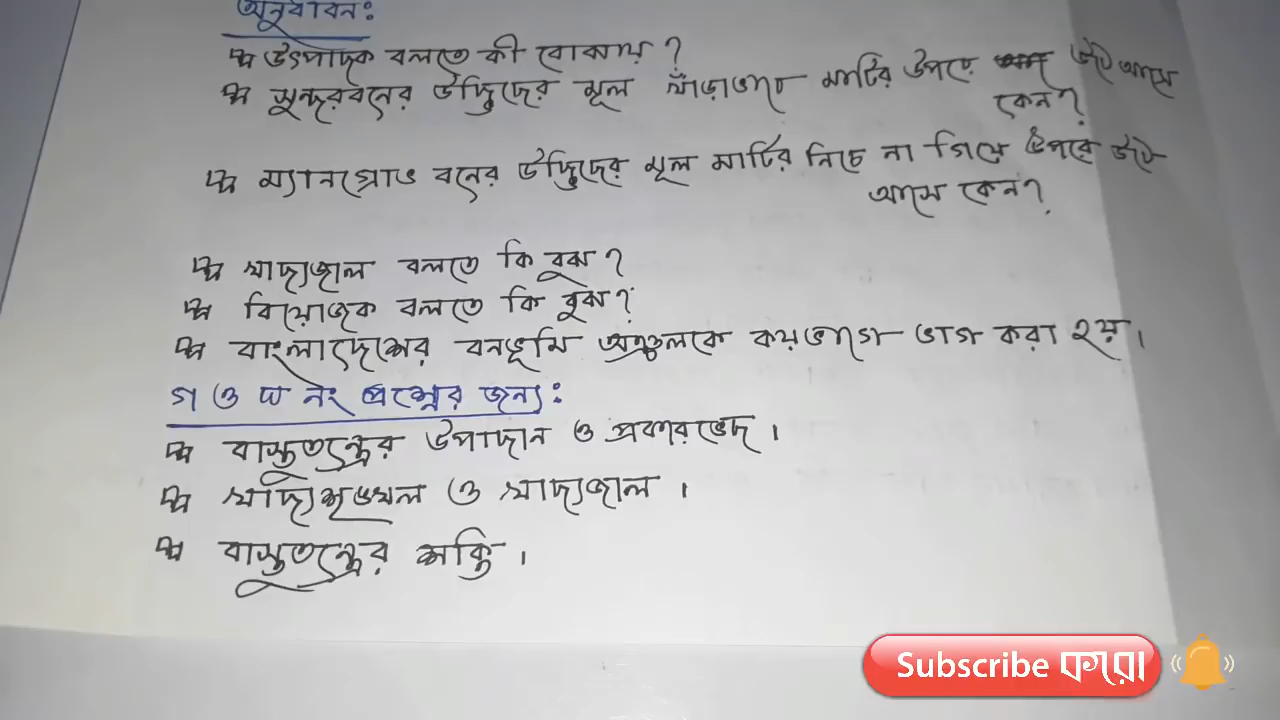 অনুধাবন:
উৎপাদক বলতে কী বোঝায় ?
সুন্দরবনের উদ্ভিদের মূল খাঁড়াভাবে মাটির উপরে উঠে আসে
কেন?
ম্যানগ্রোভ বনের উদ্ভিদের মূল মাটির নিচে না গিয়ে উপরে উঠে
আসে কেন?
খাদ্যজাল বলতে কি বুঝ ?
বিয়োজক বলতে কি বুঝ?
বাংলাদেশের বনভূমি অঞ্চলকে কয়ভাগে ভাগ করা হয়।
গ ও ঘ নং প্রশ্নের জন্য:
বাস্তুতন্ত্রের উপাদান ও প্রকারভেদ।
খাদ্যশৃঙখল ও খাদ্যজাল ।
বাস্তুতন্ত্রের শক্তি ।
Subscribe করো